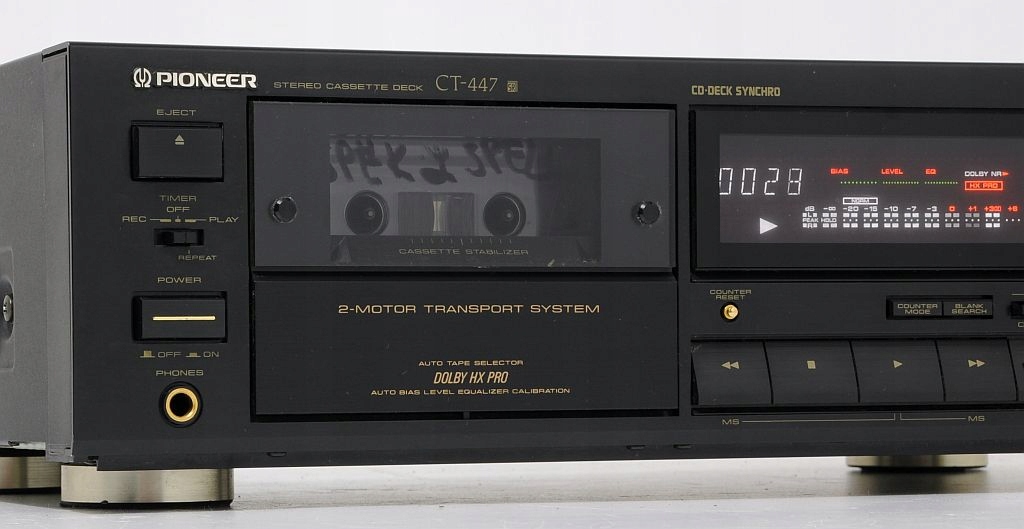 PIONEER STEREO CASSETTE DECK CT-447
CD·DECK SYNCHRO
EJECT
TIMER
OFF
REC PLAY
REPEAT
POWER
OFF ON
PHONES
CASSETTE STABILIZER
2-MOTOR TRANSPORT SYSTEM
AUTO TAPE SELECTOR
DOLBY HX PRO
AUTO BIAS LEVEL EQUALIZER CALIBRATION
0028
BIAS LEVEL EQ DOLBY NR
HX PRO
NORM
dB -∞ -20 -15 -10 -7 -3 0 +1 +3 +6
L
PEAK HOLD
R
COUNTER
RESET
COUNTER
MODE
BLANK
SEARCH
MS MS